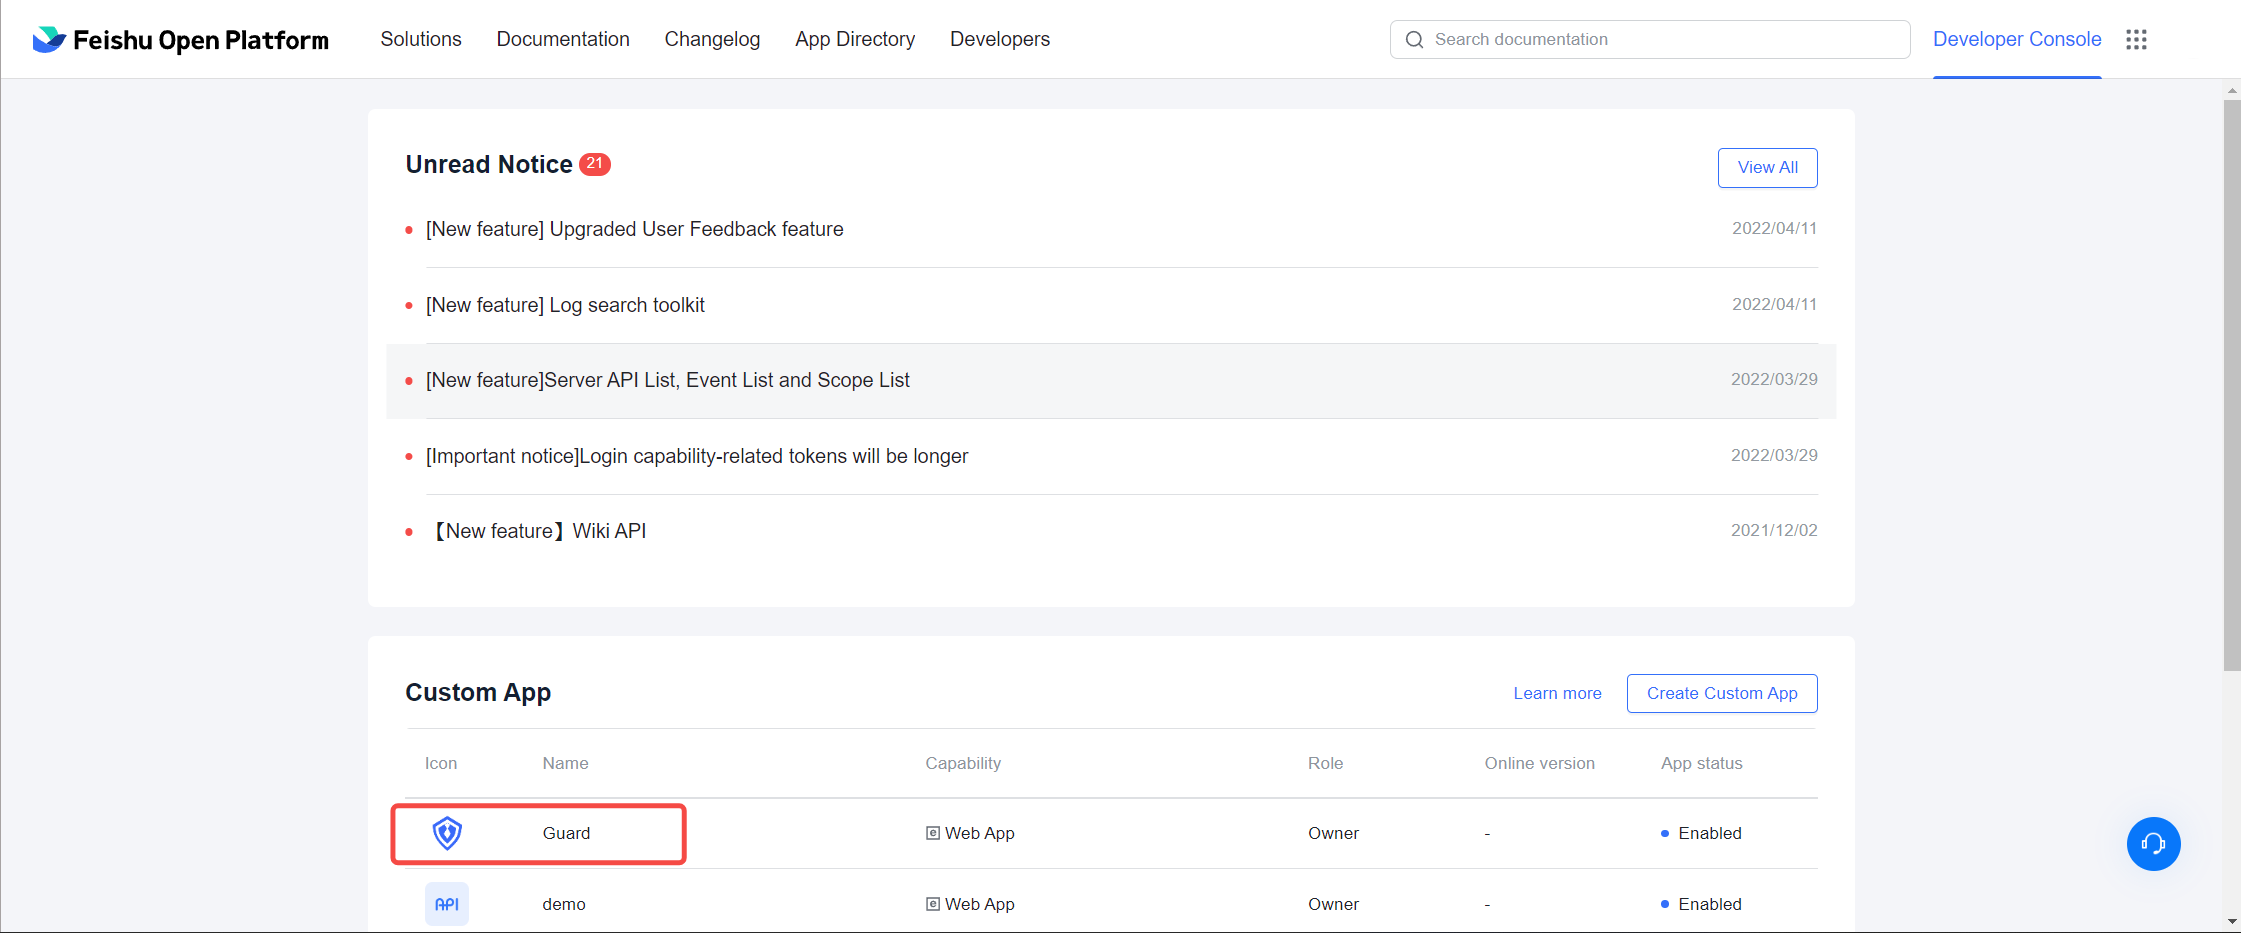 Feishu Open Platform Solutions Documentation Changelog App Directory Developers Search documentation Developer Console
Unread Notice 21 View All
[New feature] Upgraded User Feedback feature 2022/04/11
[New feature] Log search toolkit 2022/04/11
[New feature]Server API List, Event List and Scope List 2022/03/29
[Important notice]Login capability-related tokens will be longer 2022/03/29
【New feature】Wiki API 2021/12/02
Custom App Learn more Create Custom App
Icon Name Capability Role Online version App status
Guard Web App Owner - Enabled
API demo Web App Owner - Enabled